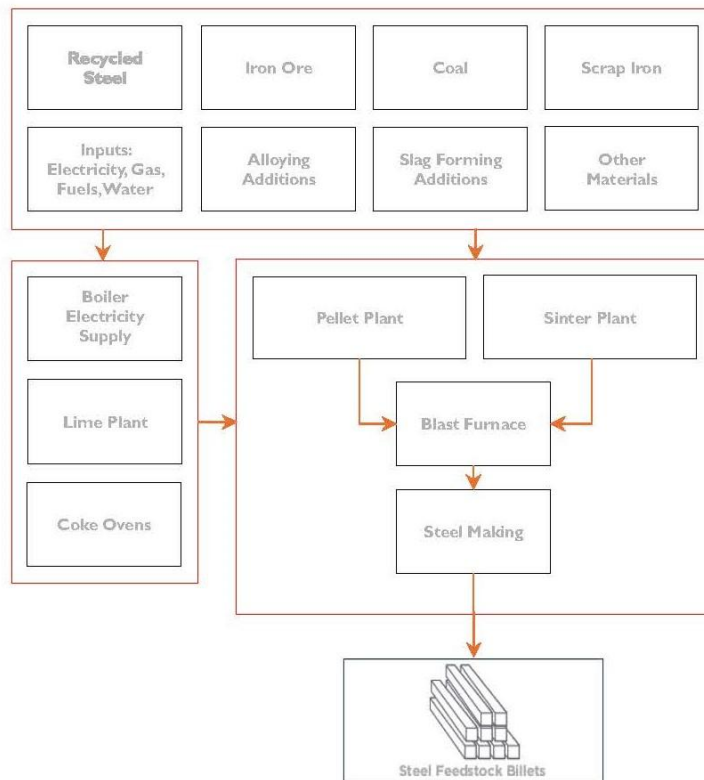 Recycled
Steel
Iron Ore
Coal
Scrap Iron
Inputs:
Electricity, Gas,
Fuels,Water
Alloying
Additions
Slag Forming
Additions
Other
Materials
Boiler
Electricity
Supply
Lime Plant
Coke Ovens
Pellet Plant
Sinter Plant
Blast Furnace
Steel Making
Steel Feedstock Billets